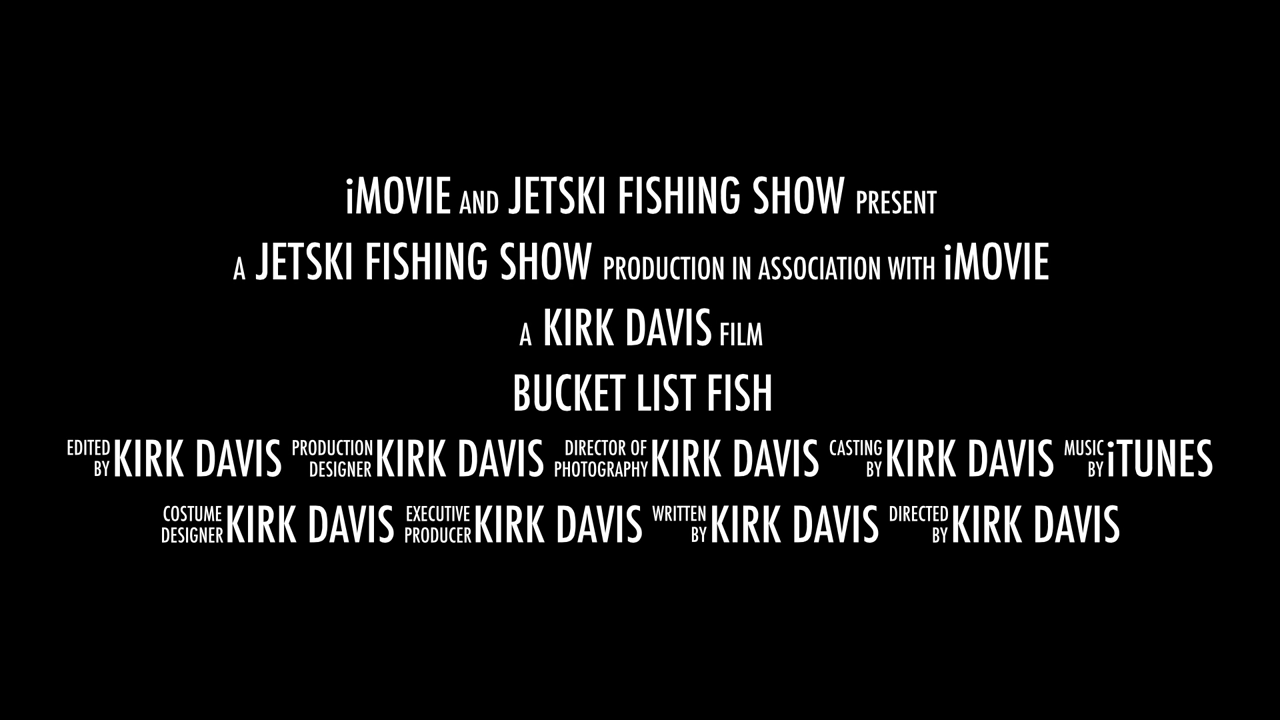 iMOVIE AND JETSKI FISHING SHOW PRESENT
A JETSKI FISHING SHOW PRODUCTION IN ASSOCIATION WITH iMOVIE
A KIRK DAVIS FILM
BUCKET LIST FISH
EDITED BY KIRK DAVIS PRODUCTION DESIGNER KIRK DAVIS DIRECTOR OF PHOTOGRAPHY KIRK DAVIS CASTING BY KIRK DAVIS MUSIC BY iTUNES
COSTUME DESIGNER KIRK DAVIS EXECUTIVE PRODUCER KIRK DAVIS WRITTEN BY KIRK DAVIS DIRECTED BY KIRK DAVIS